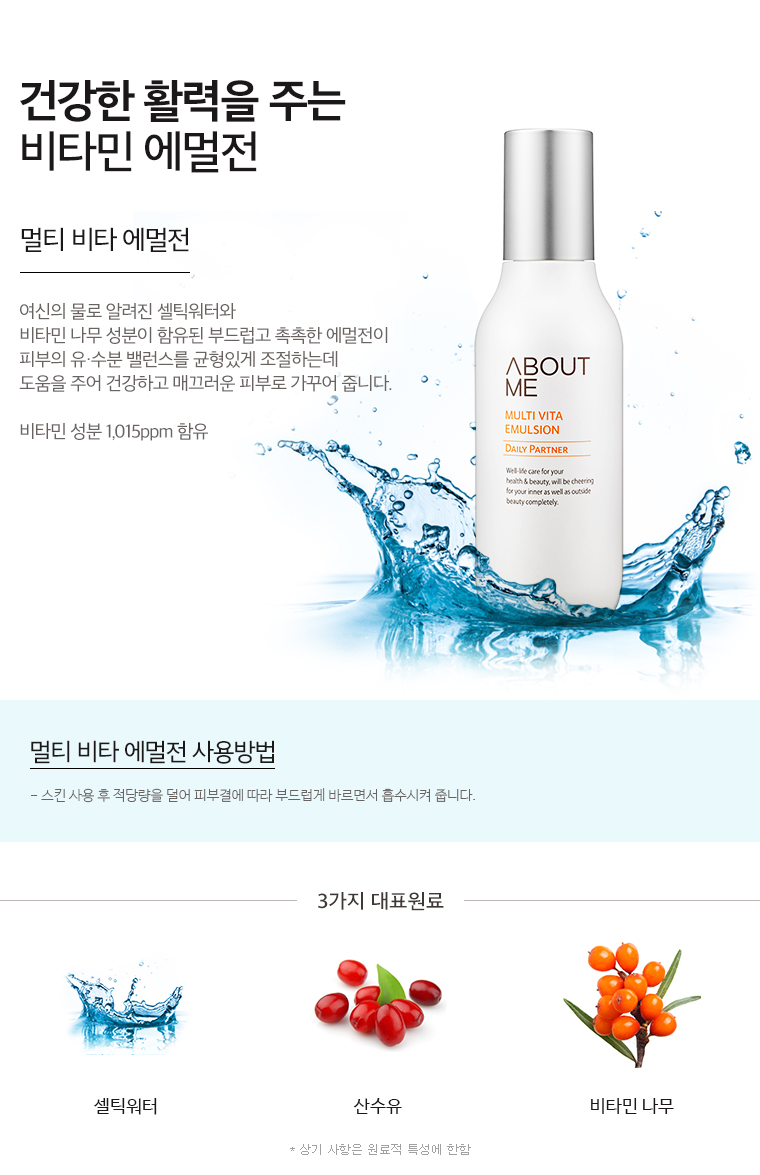 건강한 활력을 주는
비타민 에멀전
멀티 비타 에멀전
여신의 물로 알려진 셀틱워터와
비타민 나무 성분이 함유된 부드럽고 촉촉한 에멀전이
피부의 유·수분 밸런스를 균형있게 조절하는데
도움을 주어 건강하고 매끄러운 피부로 가꾸어 줍니다.
비타민 성분 1,015ppm 함유
ABOUT
ME
MULTI VITA
EMULSION
DAILY PARTNER
Well-life care for your
health & beauty, will be cheering
for your inner as well as outside
beauty completely.
멀티 비타 에멀전 사용방법
- 스킨 사용 후 적당량을 덜어 피부결에 따라 부드럽게 바르면서 흡수시켜 줍니다.
3가지 대표원료
셀틱워터
산수유
비타민 나무
* 상기 사항은 원료적 특성에 한함